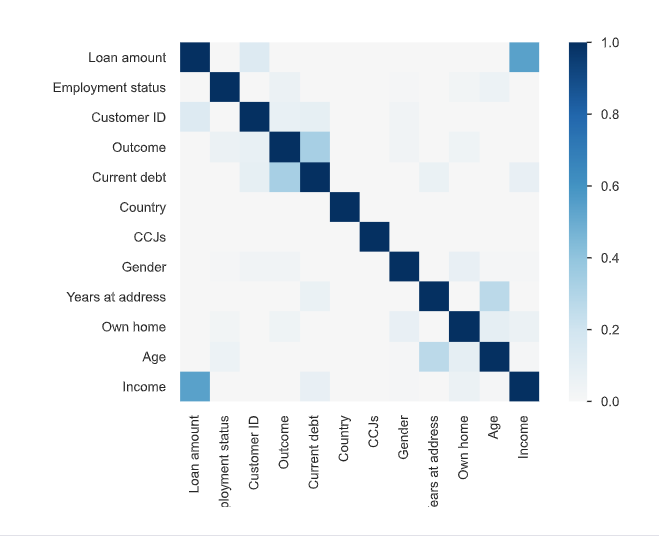 Loan amount
Employment status
Customer ID
Outcome
Current debt
Country
CCJs
Gender
Years at address
Own home
Age
Income
1.0
0.8
0.6
0.4
0.2
0.0
Loan amount
ployment status
Customer ID
Outcome
Current debt
Country
CCJs
Gender
ears at address
Own home
Age
Income